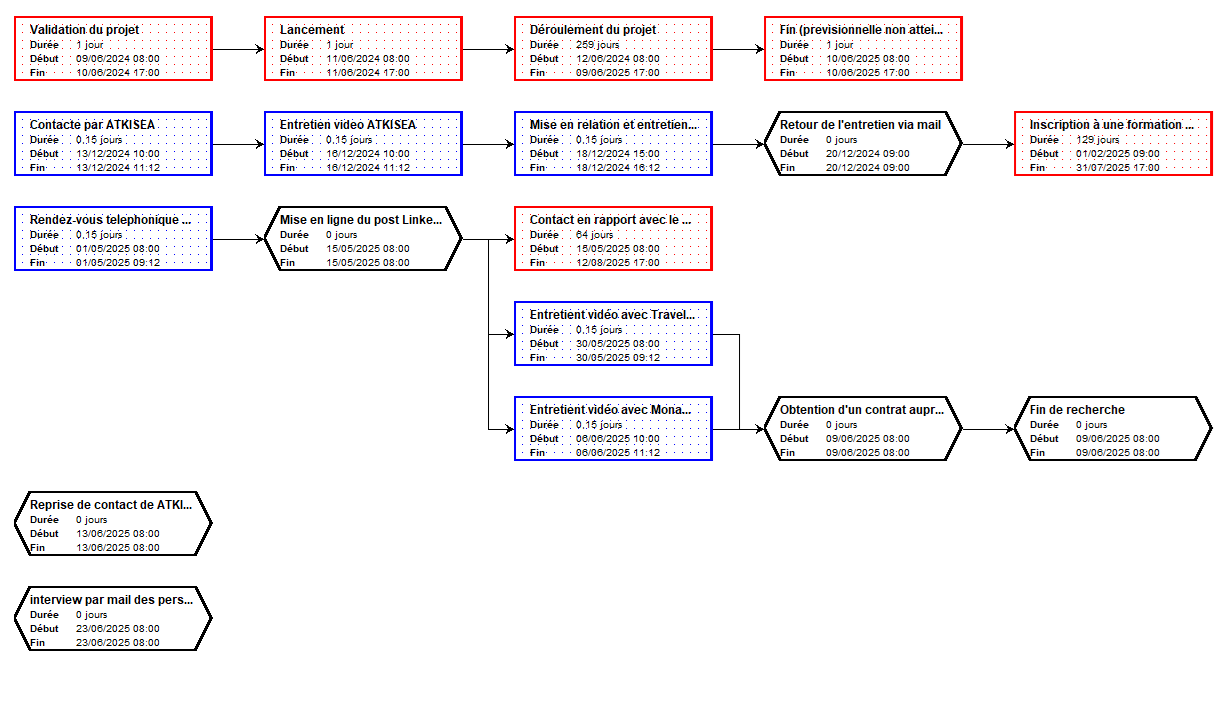 Validation du projet
Durée 1 jour
Début 09/06/2024 08:00
Fin 10/06/2024 17:00
Lancement
Durée 1 jour
Début 11/06/2024 08:00
Fin 11/06/2024 17:00
Déroulement du projet
Durée 259 jours
Début 12/06/2024 08:00
Fin 09/06/2025 17:00
Fin (previsionnelle non attei...
Durée 1 jour
Début 10/06/2025 08:00
Fin 10/06/2025 17:00
Contacte par ATKISEA
Durée 0,15 jours
Début 13/12/2024 10:00
Fin 13/12/2024 11:12
Entretien video ATKISEA
Durée 0,15 jours
Début 16/12/2024 10:00
Fin 16/12/2024 11:12
Mise en relation et entretien...
Durée 0,15 jours
Début 18/12/2024 15:00
Fin 18/12/2024 16:12
Retour de l'entretien via mail
Durée 0 jours
Début 20/12/2024 09:00
Fin 20/12/2024 09:00
Inscription à une formation ...
Durée 129 jours
Début 01/02/2025 09:00
Fin 31/07/2025 17:00
Rendez-vous telephonique ...
Durée 0,15 jours
Début 01/05/2025 08:00
Fin 01/05/2025 09:12
Mise en ligne du post Linke...
Durée 0 jours
Début 15/05/2025 08:00
Fin 15/05/2025 08:00
Contact en rapport avec le ...
Durée 64 jours
Début 15/05/2025 08:00
Fin 12/08/2025 17:00
Entretient vidéo avec Travel...
Durée 0,15 jours
Début 30/05/2025 08:00
Fin 30/05/2025 09:12
Entretient vidéo avec Mona...
Durée 0,15 jours
Début 06/06/2025 10:00
Fin 06/06/2025 11:12
Obtention d'un contrat aupr...
Durée 0 jours
Début 09/06/2025 08:00
Fin 09/06/2025 08:00
Fin de recherche
Durée 0 jours
Début 09/06/2025 08:00
Fin 09/06/2025 08:00
Reprise de contact de ATKI...
Durée 0 jours
Début 13/06/2025 08:00
Fin 13/06/2025 08:00
interview par mail des pers...
Durée 0 jours
Début 23/06/2025 08:00
Fin 23/06/2025 08:00